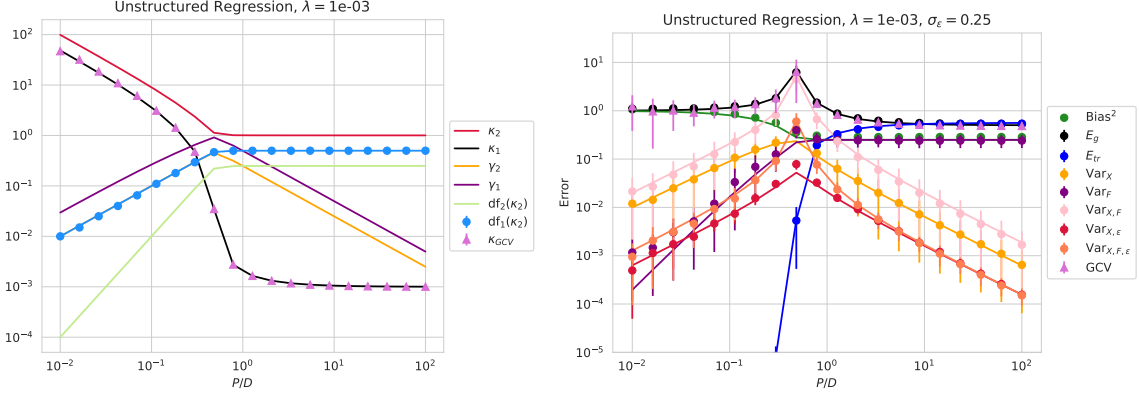 Unstructured Regression, λ = 1e-03
10²
10¹
10⁰
10⁻¹
10⁻²
10⁻³
10⁻⁴
10⁻²
10⁻¹
10⁰
10¹
10²
P/D
κ₂
κ₁
γ₂
γ₁
df₂(κ₂)
df₁(κ₂)
κ_GCV
Unstructured Regression, λ = 1e-03, σ_ε = 0.25
Error
10¹
10⁰
10⁻¹
10⁻²
10⁻³
10⁻⁴
10⁻⁵
10⁻²
10⁻¹
10⁰
10¹
10²
P/D
Bias²
E_g
E_tr
Var_X
Var_F
Var_X,F
Var_X,ε
Var_X,F,ε
GCV